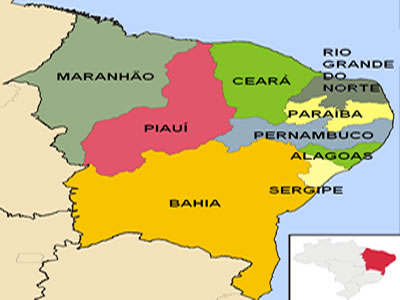 RIO
GRANDE
DO
NORTE
MARANHÃO
CEARÁ
PARAÍBA
PIAUÍ
PERNAMBUCO
ALAGOAS
SERGIPE
BAHIA